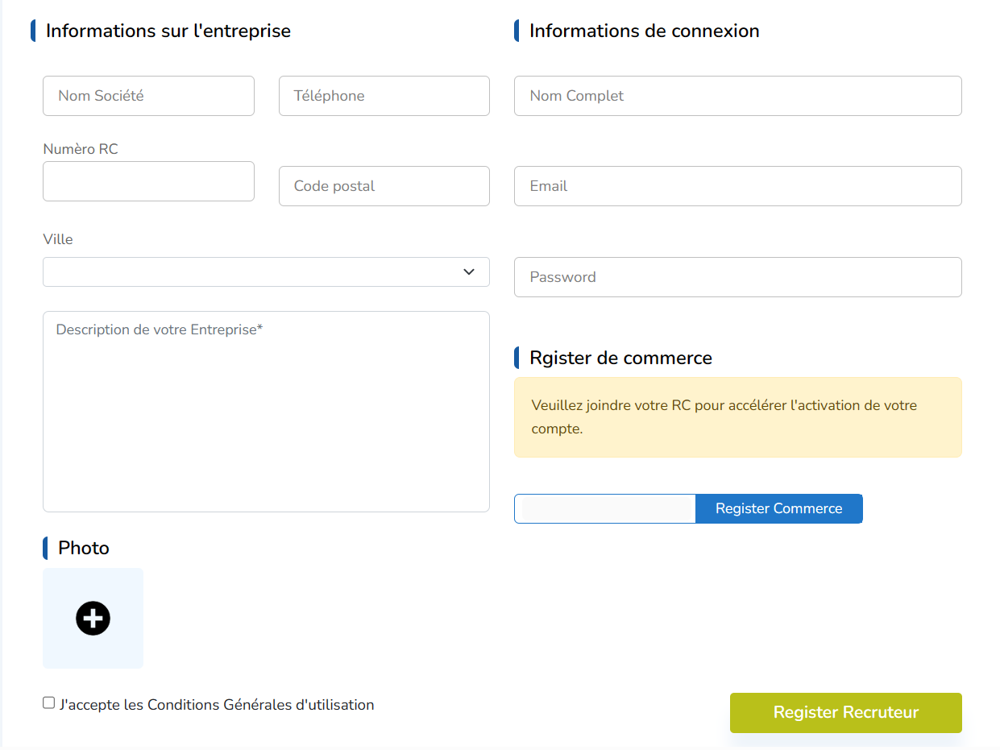 Informations sur l'entreprise
Nom Société
Téléphone
Numèro RC
Code postal
Ville
Description de votre Entreprise*
Photo
J'accepte les Conditions Générales d'utilisation
Informations de connexion
Nom Complet
Email
Password
Rgister de commerce
Veuillez joindre votre RC pour accélérer l'activation de votre
compte.
Register Commerce
Register Recruteur